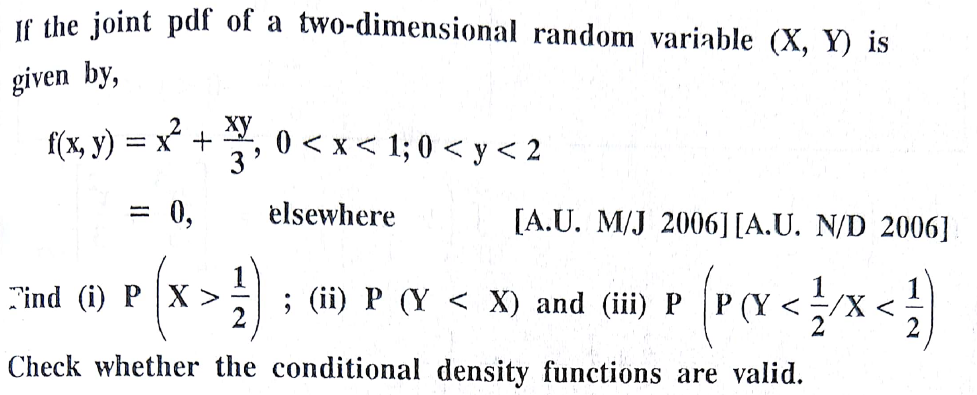 If the joint pdf of a two-dimensional random variable (X, Y) is
given by,
f(x, y) = x² + xy/3, 0 < x < 1; 0 < y < 2
= 0, elsewhere [A.U. M/J 2006] [A.U. N/D 2006]
Find (i) P (X > 1/2) ; (ii) P (Y < X) and (iii) P (P (Y < 1/2 /X < 1/2)
Check whether the conditional density functions are valid.